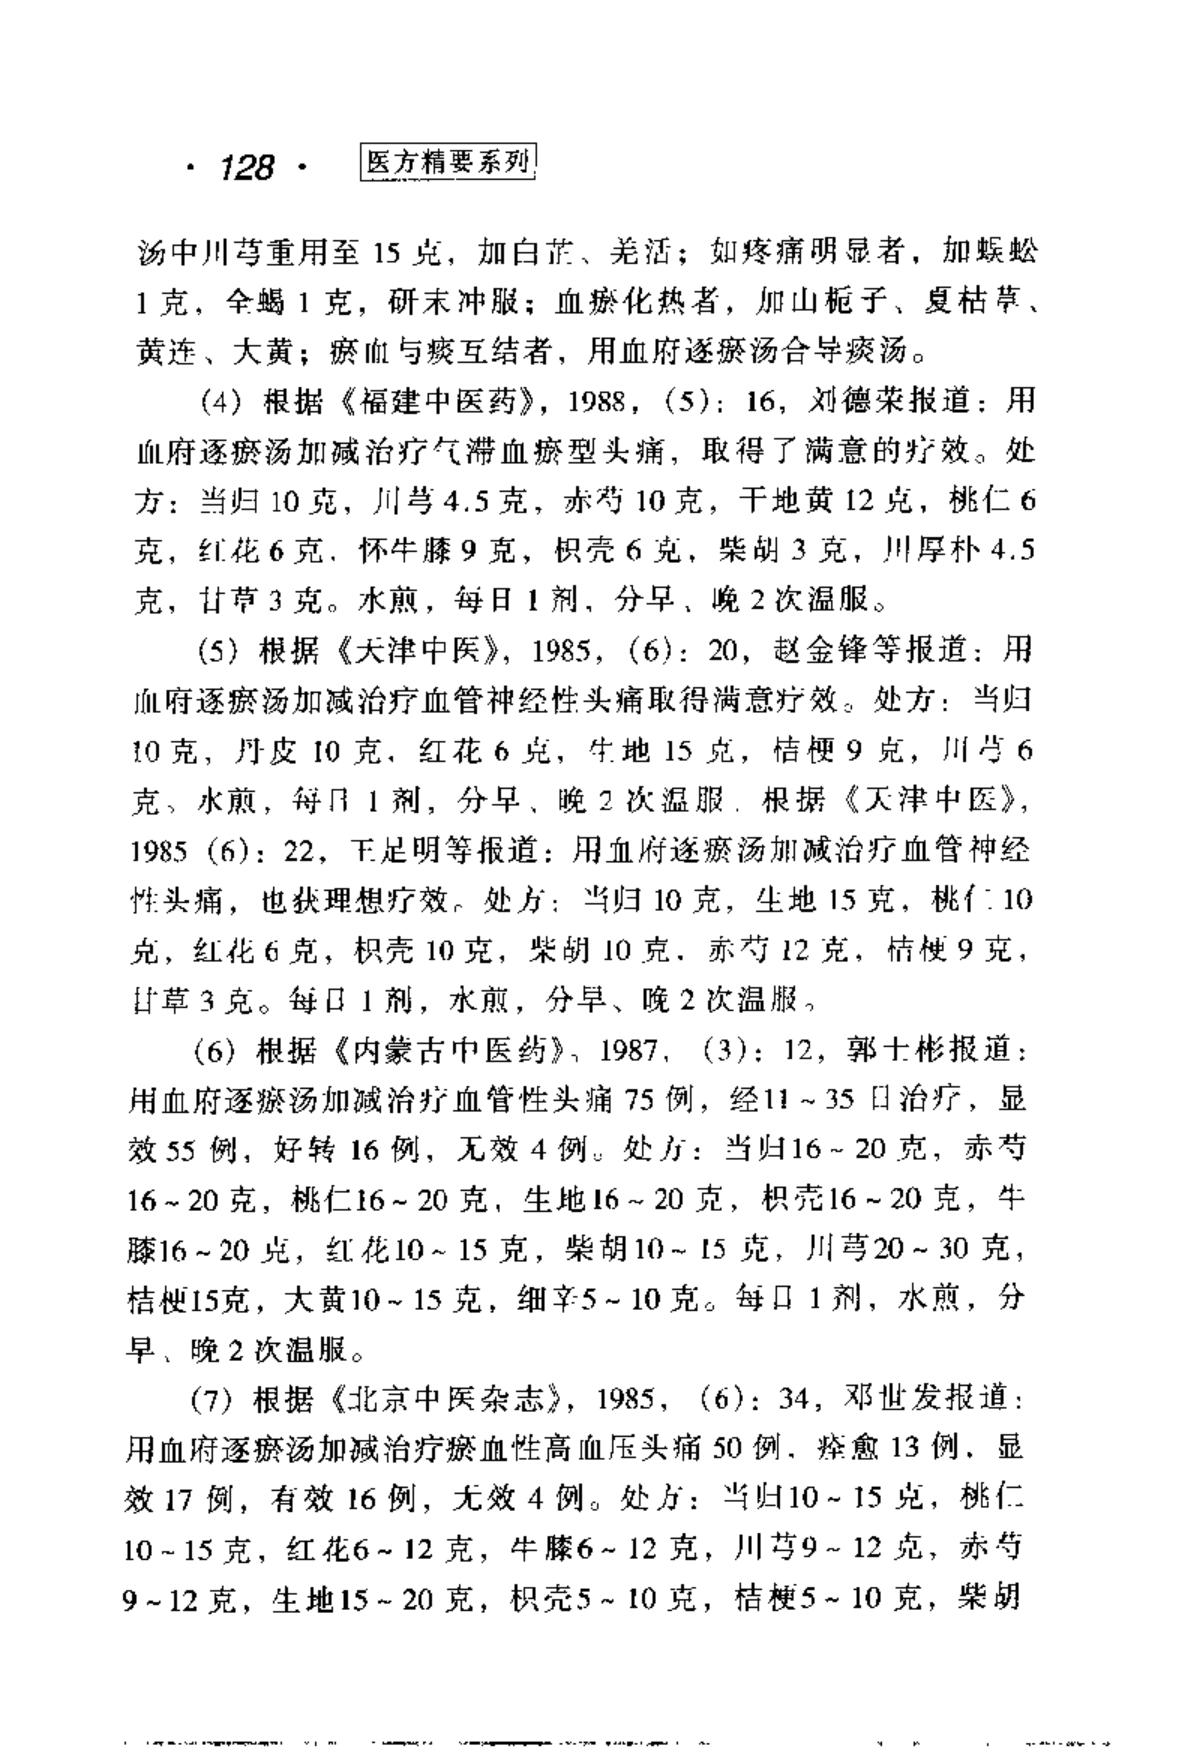 · 128 · 医方精要系列
汤中川芎重用至 15 克，加白芷、羌活；如疼痛明显者，加蜈蚣
1 克，全蝎 1 克，研末冲服；血瘀化热者，加山栀子、夏枯草、
黄连、大黄；瘀血与痰互结者，用血府逐瘀汤合导痰汤。
(4) 根据《福建中医药》，1988，(5)：16，刘德荣报道：用
血府逐瘀汤加减治疗气滞血瘀型头痛，取得了满意的疗效。处
方：当归 10 克，川芎 4.5 克，赤芍 10 克，干地黄 12 克，桃仁 6
克，红花 6 克，怀牛膝 9 克，枳壳 6 克，柴胡 3 克，川厚朴 4.5
克，甘草 3 克。水煎，每日 1 剂，分早、晚 2 次温服。
(5) 根据《天津中医》，1985，(6)：20，赵金锋等报道：用
血府逐瘀汤加减治疗血管神经性头痛取得满意疗效。处方：当归
10 克，丹皮 10 克，红花 6 克，生地 15 克，桔梗 9 克，川芎 6
克。水煎，每日 1 剂，分早、晚 2 次温服．根据《天津中医》，
1985 (6)：22，王足明等报道：用血府逐瘀汤加减治疗血管神经
性头痛，也获理想疗效。处方：当归 10 克，生地 15 克，桃仁 10
克，红花 6 克，枳壳 10 克，柴胡 10 克，赤芍 12 克，桔梗 9 克，
甘草 3 克。每日 1 剂，水煎，分早、晚 2 次温服。
(6) 根据《内蒙古中医药》，1987，(3)：12，郭士彬报道：
用血府逐瘀汤加减治疗血管性头痛 75 例，经11～35 日治疗，显
效 55 例，好转 16 例，无效 4 例。处方：当归16～20 克，赤芍
16～20 克，桃仁16～20 克，生地16～20 克，枳壳16～20 克，牛
膝16～20 克，红花10～15 克，柴胡10～15 克，川芎20～30 克，
桔梗15克，大黄10～15 克，细辛5～10 克。每日 1 剂，水煎，分
早、晚 2 次温服。
(7) 根据《北京中医杂志》，1985，(6)：34，邓世发报道：
用血府逐瘀汤加减治疗瘀血性高血压头痛 50 例，痊愈 13 例，显
效 17 例，有效 16 例，无效 4 例。处方：当归10～15 克，桃仁
10～15 克，红花6～12 克，牛膝6～12 克，川芎9～12 克，赤芍
9～12 克，生地15～20 克，枳壳5～10 克，桔梗5～10 克，柴胡